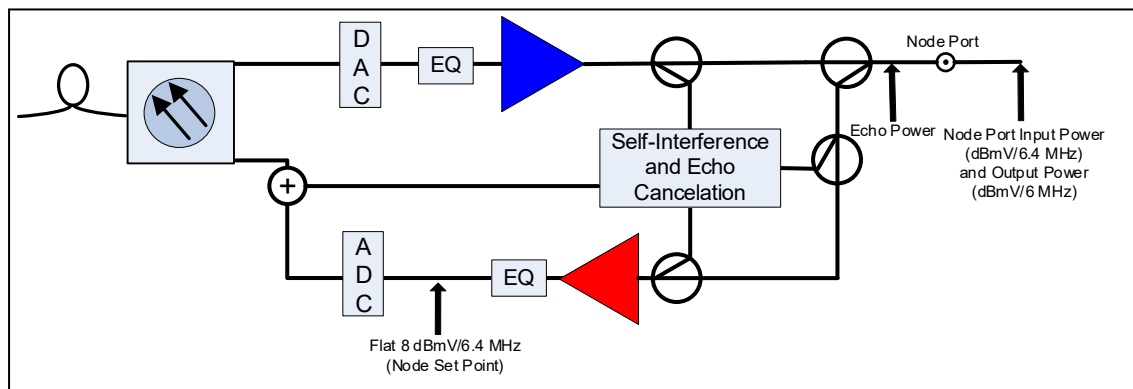 D
A
C
EQ
Node Port
Echo Power
Node Port Input Power
(dBmV/6.4 MHz)
and Output Power
(dBmV/6 MHz)
Self-Interference
and Echo
Cancelation
+
A
D
C
EQ
Flat 8 dBmV/6.4 MHz
(Node Set Point)